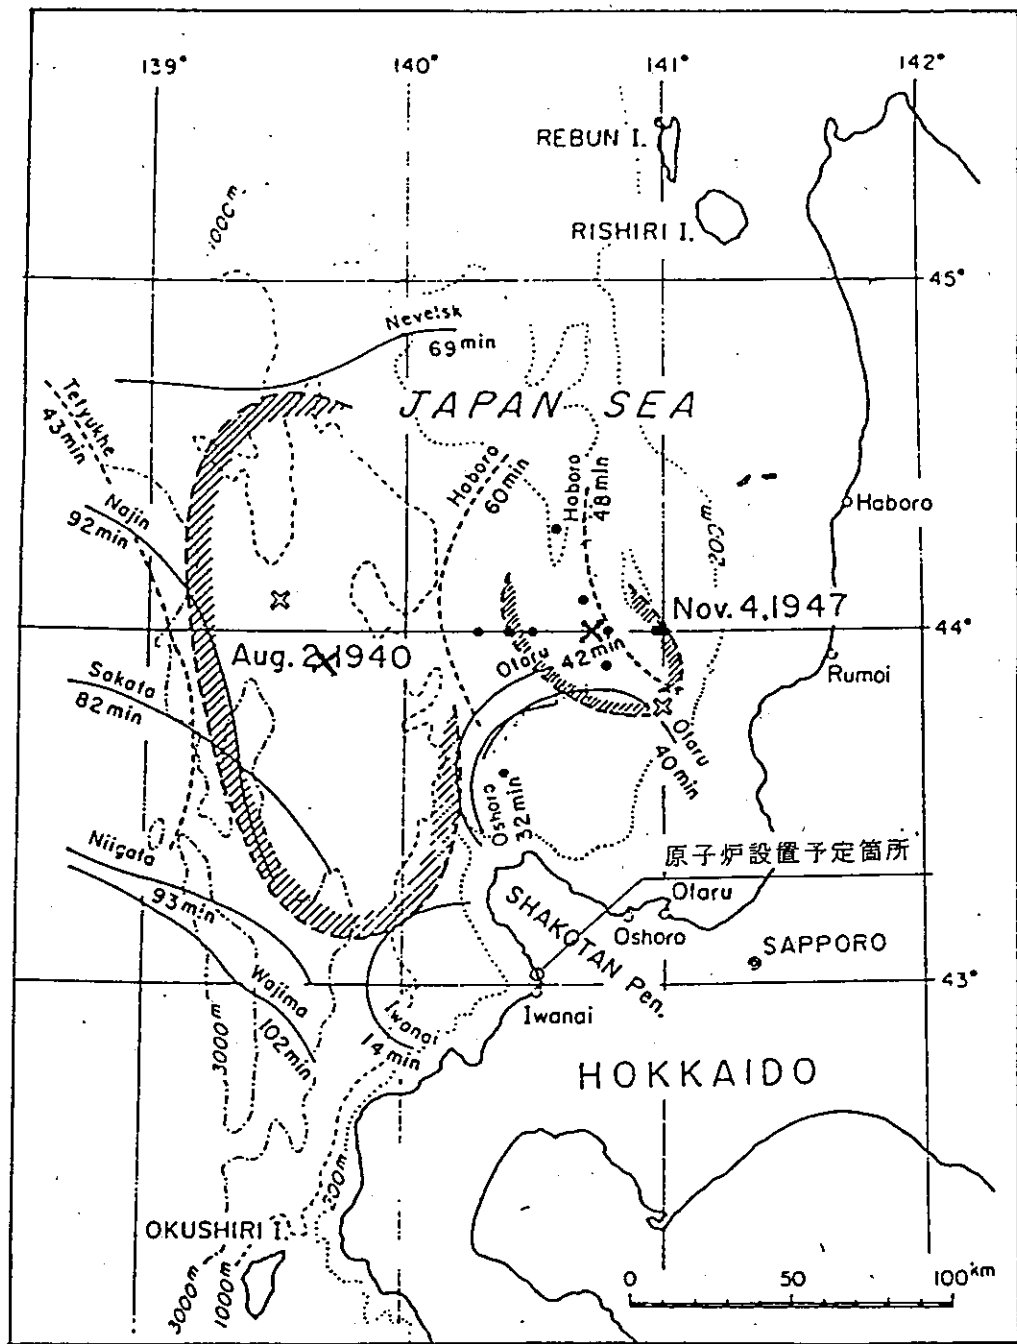 139°
140°
141°
142°
REBUN I.
RISHIRI I.
45°
Nevelsk
69 min
JAPAN SEA
Tetyukhe
43 min
Haboro
60 min
Haboro
48 min
Haboro
Najin
92 min
200m
Nov. 4, 1947
44°
Aug. 2, 1940
Otaru
42 min
Rumoi
Sakata
82 min
Otaru
40 min
Oshoro
32 min
原子炉設置予定箇所
Niigata
93 min
Otaru
SHAKOTAN Pen.
Oshoro
SAPPORO
43°
Wajima
102 min
Iwanai
14 min
Iwanai
3000m
HOKKAIDO
200m
OKUSHIRI I.
3000m
1000m
0 50 100 km